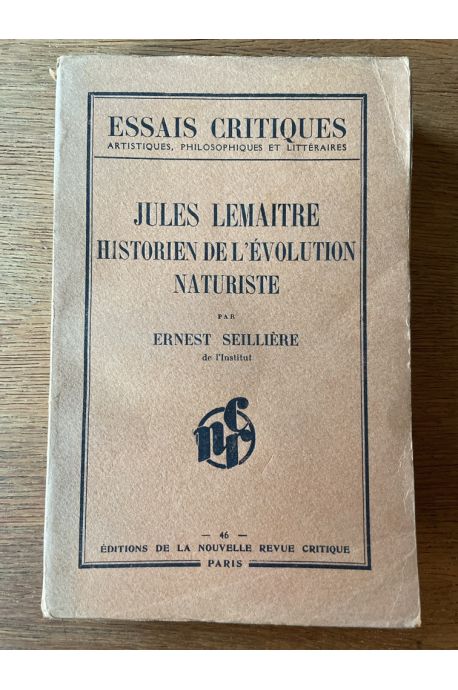 ESSAIS CRITIQUES
ARTISTIQUES, PHILOSOPHIQUES ET LITTÉRAIRES
JULES LEMAITRE
HISTORIEN DE L'ÉVOLUTION
NATURISTE
PAR
ERNEST SEILLIÈRE
de l'Institut
nrc
— 46 —
ÉDITIONS DE LA NOUVELLE REVUE CRITIQUE
PARIS